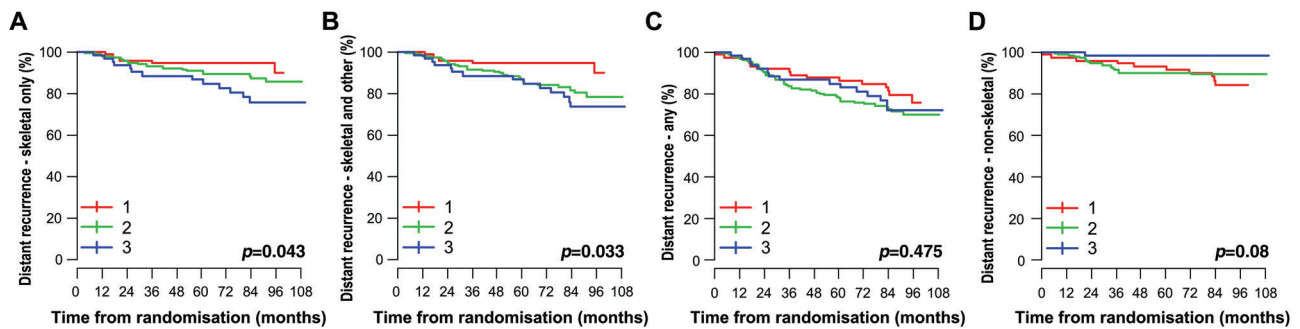 A
Distant recurrence - skeletal only (%)
100
80
60
40
20
0
1
2
3
p=0.043
0 12 24 36 48 60 72 84 96 108
Time from randomisation (months)
B
Distant recurrence - skeletal and other (%)
100
80
60
40
20
0
1
2
3
p=0.033
0 12 24 36 48 60 72 84 96 108
Time from randomisation (months)
C
Distant recurrence - any (%)
100
80
60
40
20
0
1
2
3
p=0.475
0 12 24 36 48 60 72 84 96 108
Time from randomisation (months)
D
Distant recurrence - non-skeletal (%)
100
80
60
40
20
0
1
2
3
p=0.08
0 12 24 36 48 60 72 84 96 108
Time from randomisation (months)